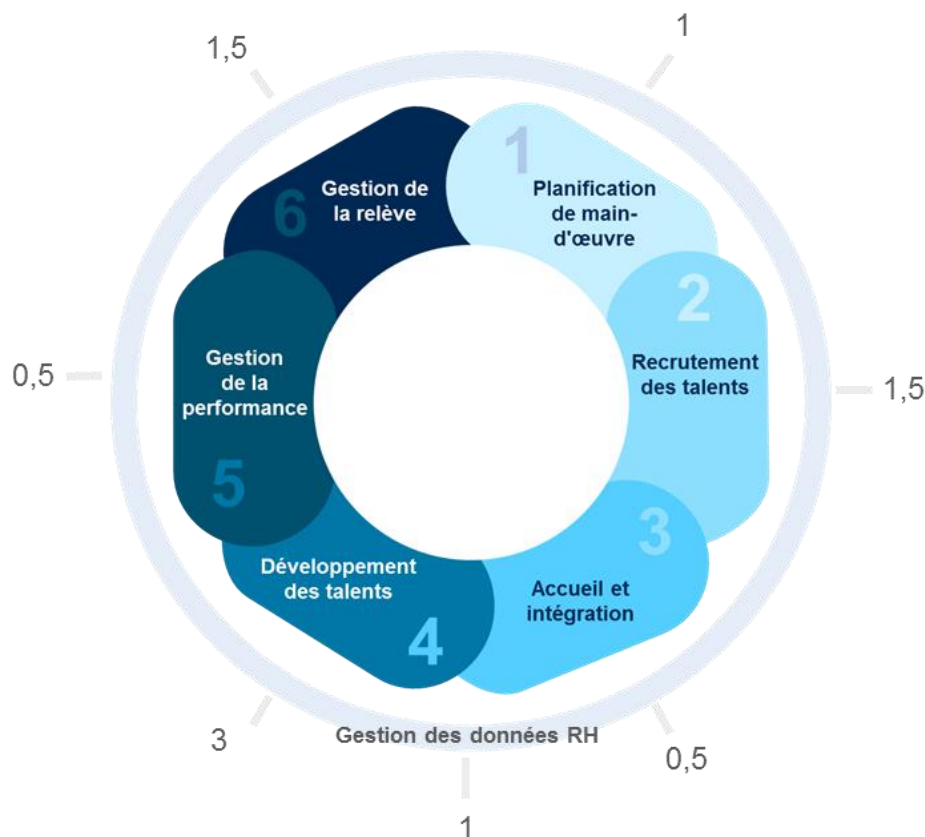 1,5
1
1
Planification
de main-
d'œuvre
6
Gestion de
la relève
2
Recrutement
des talents
1,5
0,5
Gestion
de la
performance
5
3
Accueil et
intégration
Développement
des talents
4
3
Gestion des données RH
0,5
1